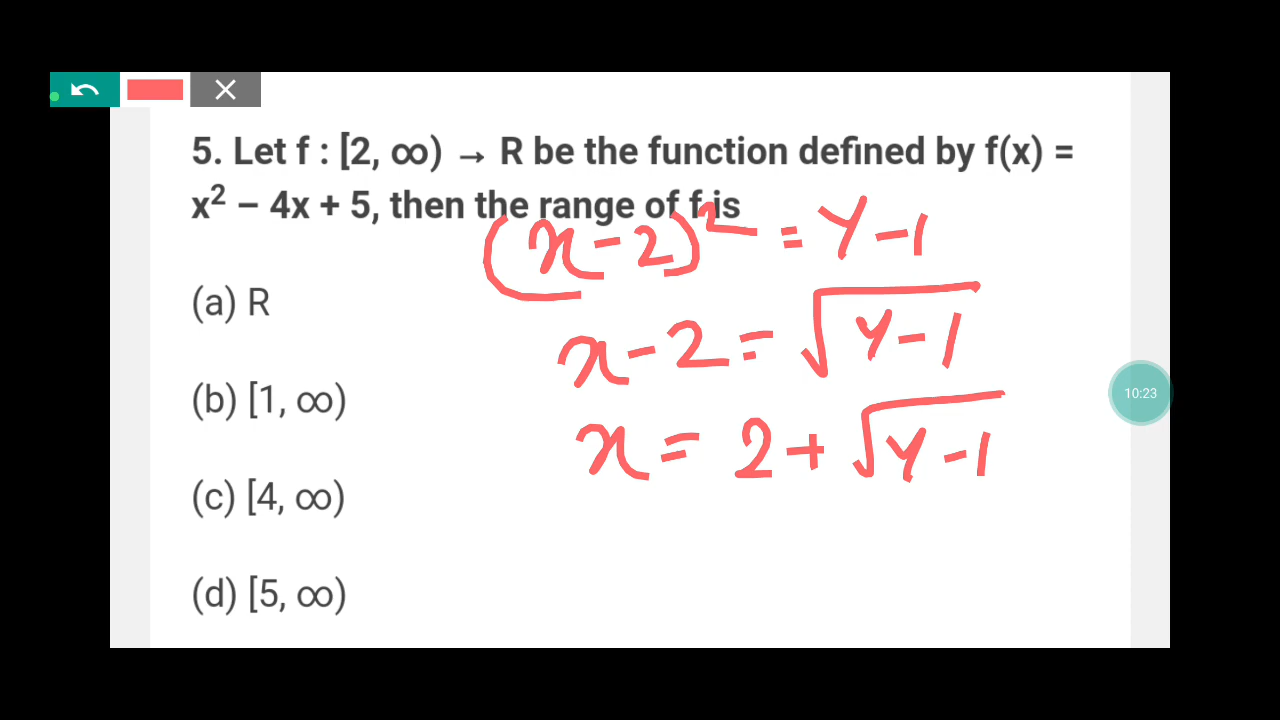 5. Let f : [2, ∞) → R be the function defined by f(x) =
x² – 4x + 5, then the range of f is
(x-2)² = y-1
(a) R
x-2 = √y-1
(b) [1, ∞)
10:23
x = 2+√y-1
(c) [4, ∞)
(d) [5, ∞)